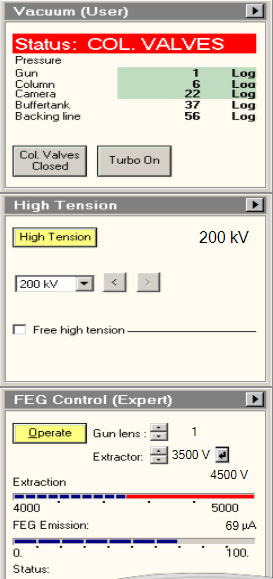 Vacuum (User)
Status: COL. VALVES
Pressure
Gun 1 Log
Column 6 Log
Camera 22 Log
Buffertank 37 Log
Backing line 56 Log
Col. Valves Closed Turbo On
High Tension
High Tension 200 kV
200 kV < >
Free high tension
FEG Control (Expert)
Operate Gun lens : 1
Extractor: 3500 V
4500 V
Extraction
4000 5000
FEG Emission: 69 µA
0. 100.
Status: